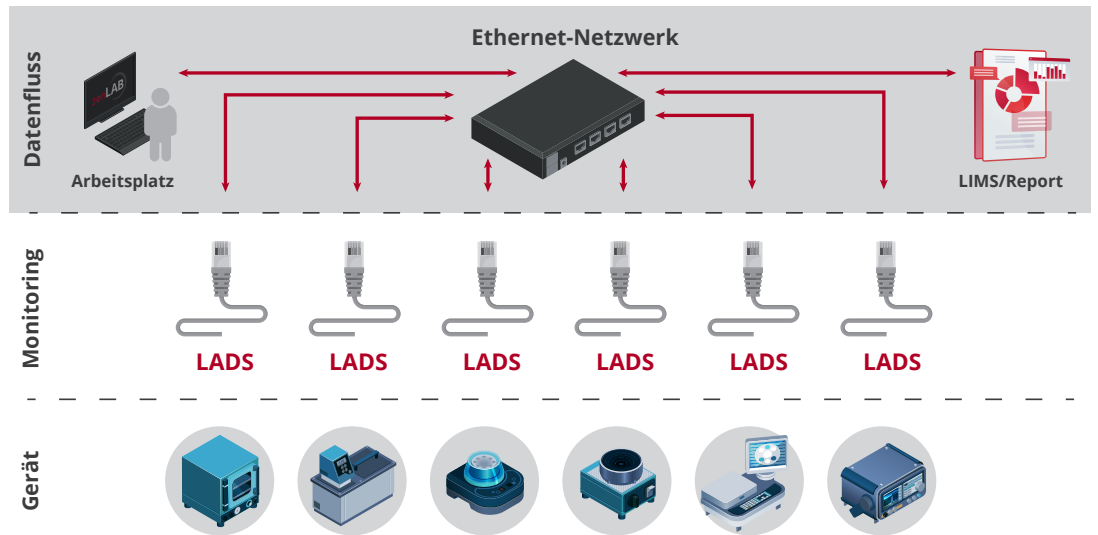 Datenfluss
Ethernet-Netzwerk
Arbeitsplatz
LIMS/Report
Monitoring
LADS
LADS
LADS
LADS
LADS
LADS
Gerät